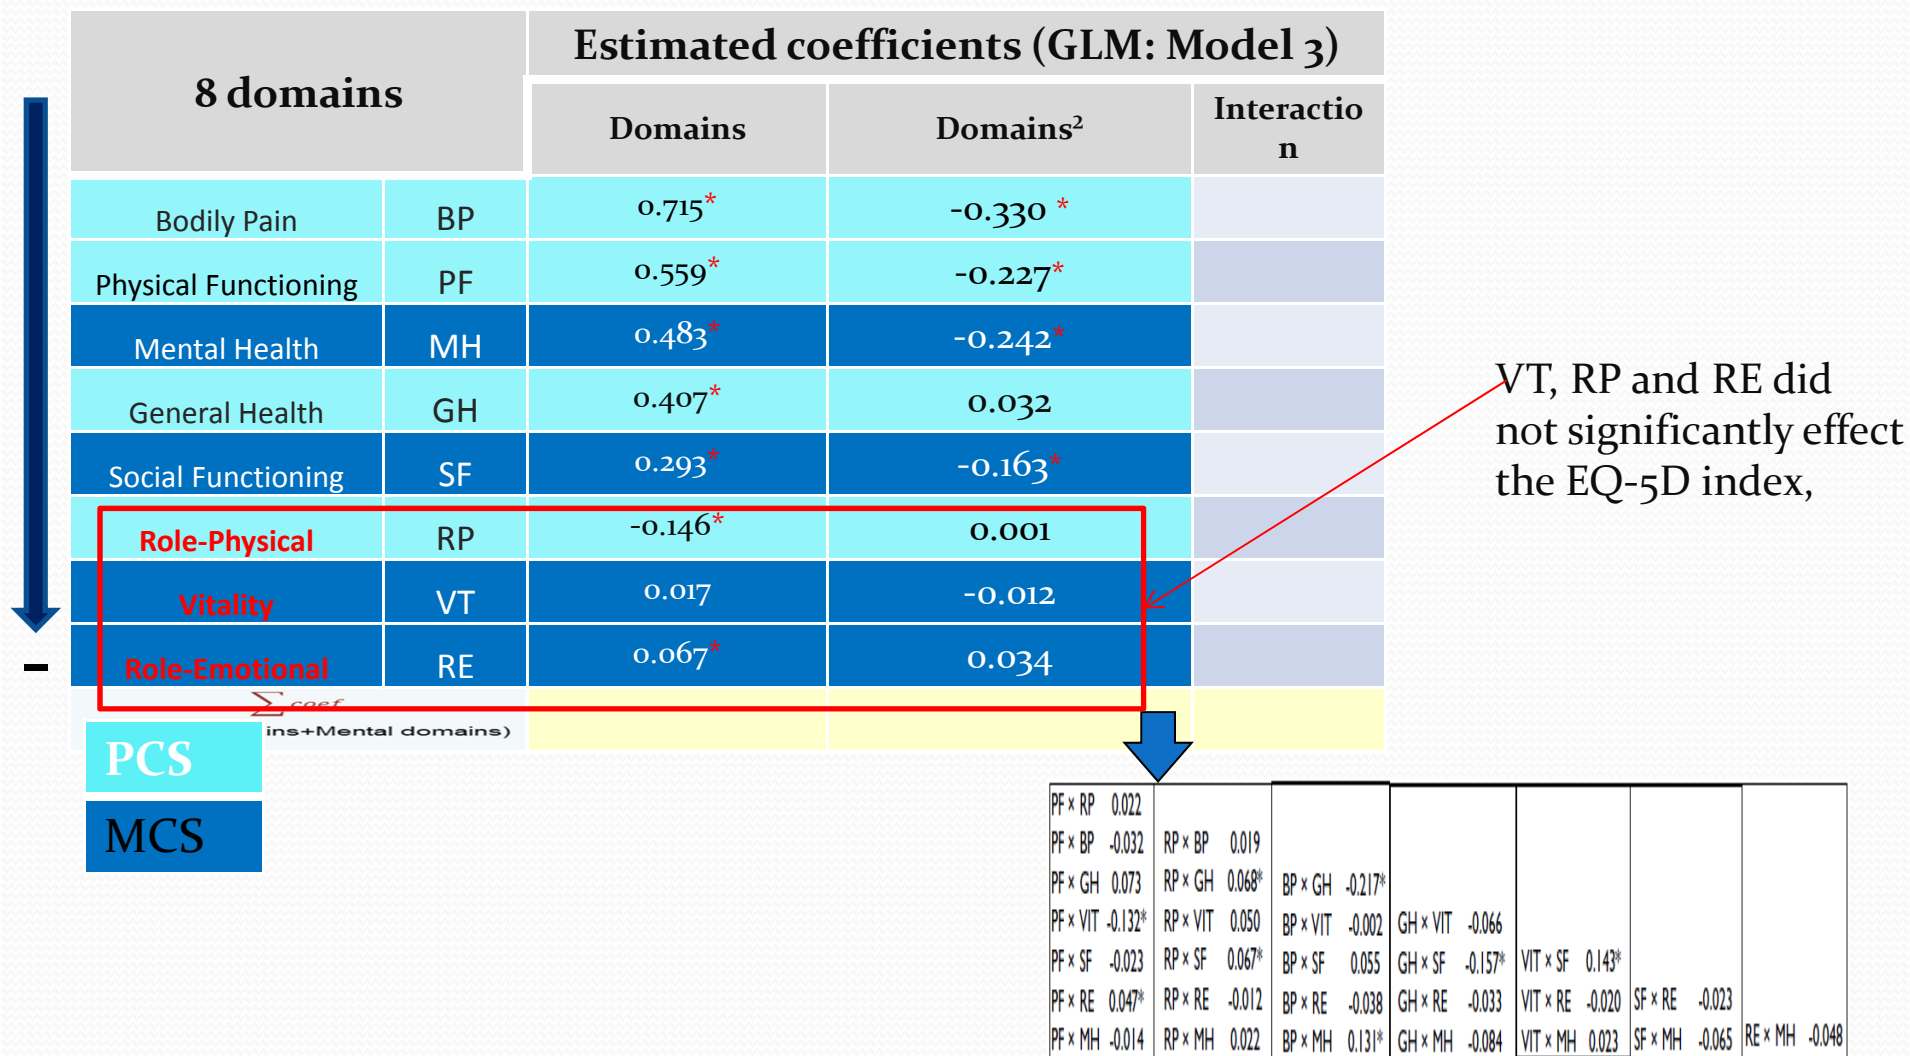 8 domains
Estimated coefficients (GLM: Model 3)
Domains
Domains²
Interactio
n
Bodily Pain BP 0.715* -0.330 *
Physical Functioning PF 0.559* -0.227*
Mental Health MH 0.483* -0.242*
General Health GH 0.407* 0.032
Social Functioning SF 0.293* -0.163*
Role-Physical RP -0.146* 0.001
Vitality VT 0.017 -0.012
Role-Emotional RE 0.067* 0.034
-
∑ coef
ins+Mental domains)
PCS
MCS
VT, RP and RE did
not significantly effect
the EQ-5D index,
PF × RP 0.022
PF × BP -0.032 RP × BP 0.019
PF × GH 0.073 RP × GH 0.068* BP × GH -0.217*
PF × VIT -0.132* RP × VIT 0.050 BP × VIT -0.002 GH × VIT -0.066
PF × SF -0.023 RP × SF 0.067* BP × SF 0.055 GH × SF -0.157* VIT × SF 0.143*
PF × RE 0.047* RP × RE -0.012 BP × RE -0.038 GH × RE -0.033 VIT × RE -0.020 SF × RE -0.023
PF × MH -0.014 RP × MH 0.022 BP × MH 0.131* GH × MH -0.084 VIT × MH 0.023 SF × MH -0.065 RE × MH -0.048